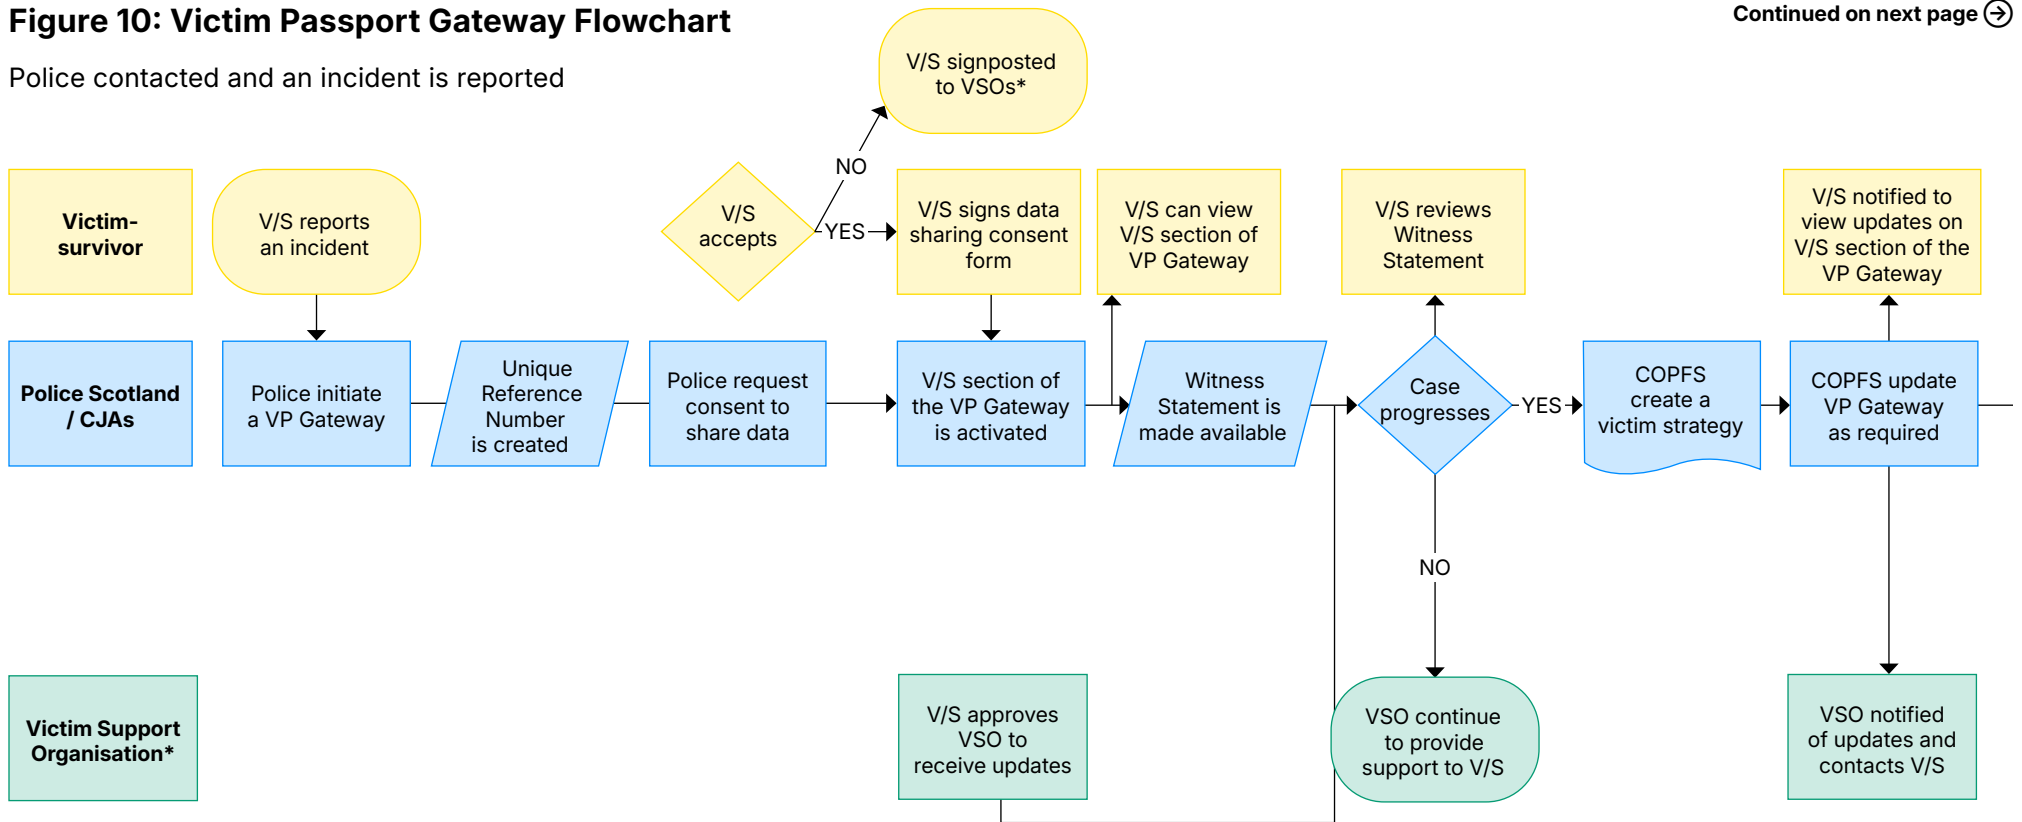 Figure 10: Victim Passport Gateway Flowchart
Continued on next page
Police contacted and an incident is reported
V/S signposted
to VSOs*
NO
Victim-
survivor
V/S reports
an incident
V/S
accepts
YES
V/S signs data
sharing consent
form
V/S can view
V/S section of
VP Gateway
V/S reviews
Witness
Statement
V/S notified to
view updates on
V/S section of the
VP Gateway
Police Scotland
/ CJAs
Police initiate
a VP Gateway
Unique
Reference
Number
is created
Police request
consent to
share data
V/S section of
the VP Gateway
is activated
Witness
Statement is
made available
Case
progresses
YES
COPFS
create a
victim strategy
COPFS update
VP Gateway
as required
NO
Victim Support
Organisation*
V/S approves
VSO to
receive updates
VSO continue
to provide
support to V/S
VSO notified
of updates and
contacts V/S